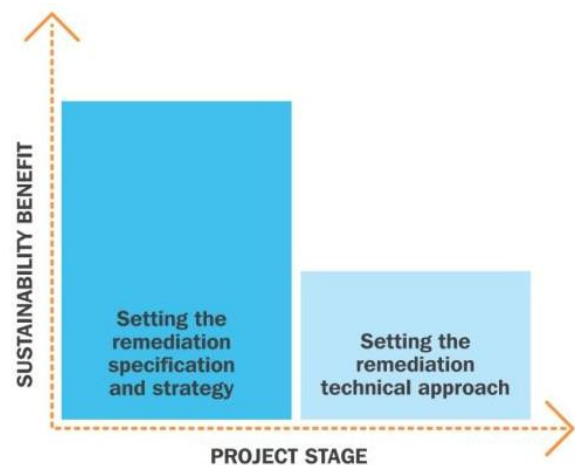 SUSTAINABILITY BENEFIT
Setting the
remediation
specification
and strategy
Setting the
remediation
technical approach
PROJECT STAGE